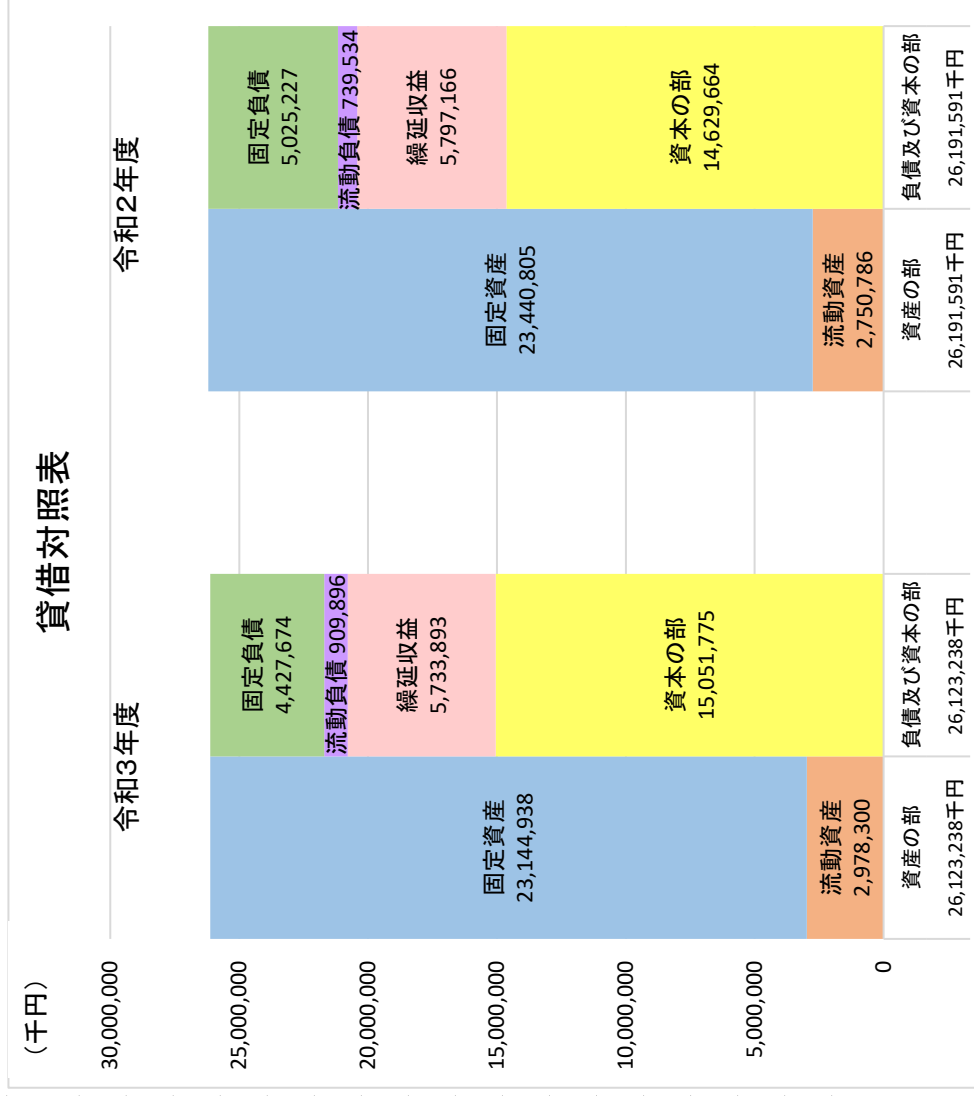 貸借対照表
（千円）
令和3年度
令和2年度
30,000,000
25,000,000
20,000,000
15,000,000
10,000,000
5,000,000
0
固定資産
23,144,938
流動資産
2,978,300
固定負債
4,427,674
流動負債 909,896
繰延収益
5,733,893
資本の部
15,051,775
固定資産
23,440,805
流動資産
2,750,786
固定負債
5,025,227
流動負債 739,534
繰延収益
5,797,166
資本の部
14,629,664
資産の部
26,123,238千円
負債及び資本の部
26,123,238千円
資産の部
26,191,591千円
負債及び資本の部
26,191,591千円